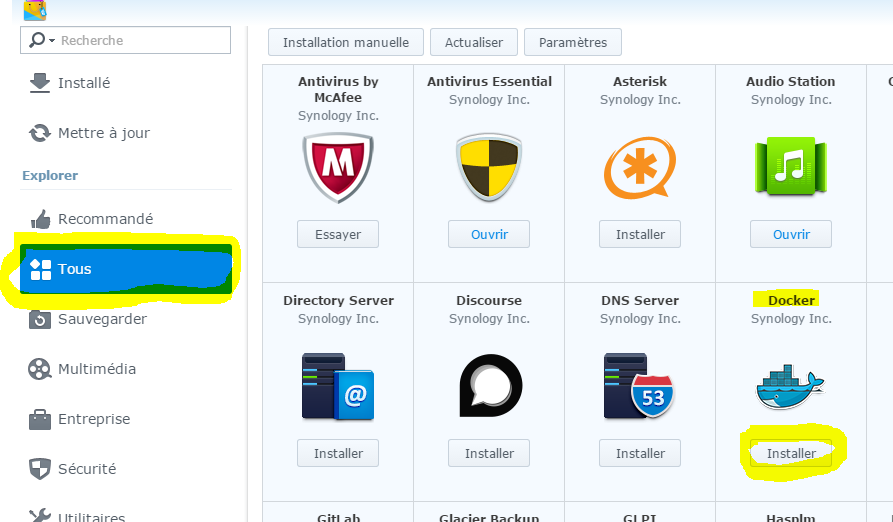 Recherche
Installé
Mettre à jour
Explorer
Recommandé
Tous
Sauvegarder
Multimédia
Entreprise
Sécurité
Utilitaires
Installation manuelle
Actualiser
Paramètres
Antivirus by
McAfee
Synology Inc.
M
Essayer
Antivirus Essential
Synology Inc.
Ouvrir
Asterisk
Synology Inc.
Installer
Audio Station
Synology Inc.
Ouvrir
Directory Server
Synology Inc.
@
Installer
Discourse
Synology Inc.
Installer
DNS Server
Synology Inc.
53
Installer
Docker
Synology Inc.
Installer
GitLab
Glacier Backup
GLPI
Hasplm